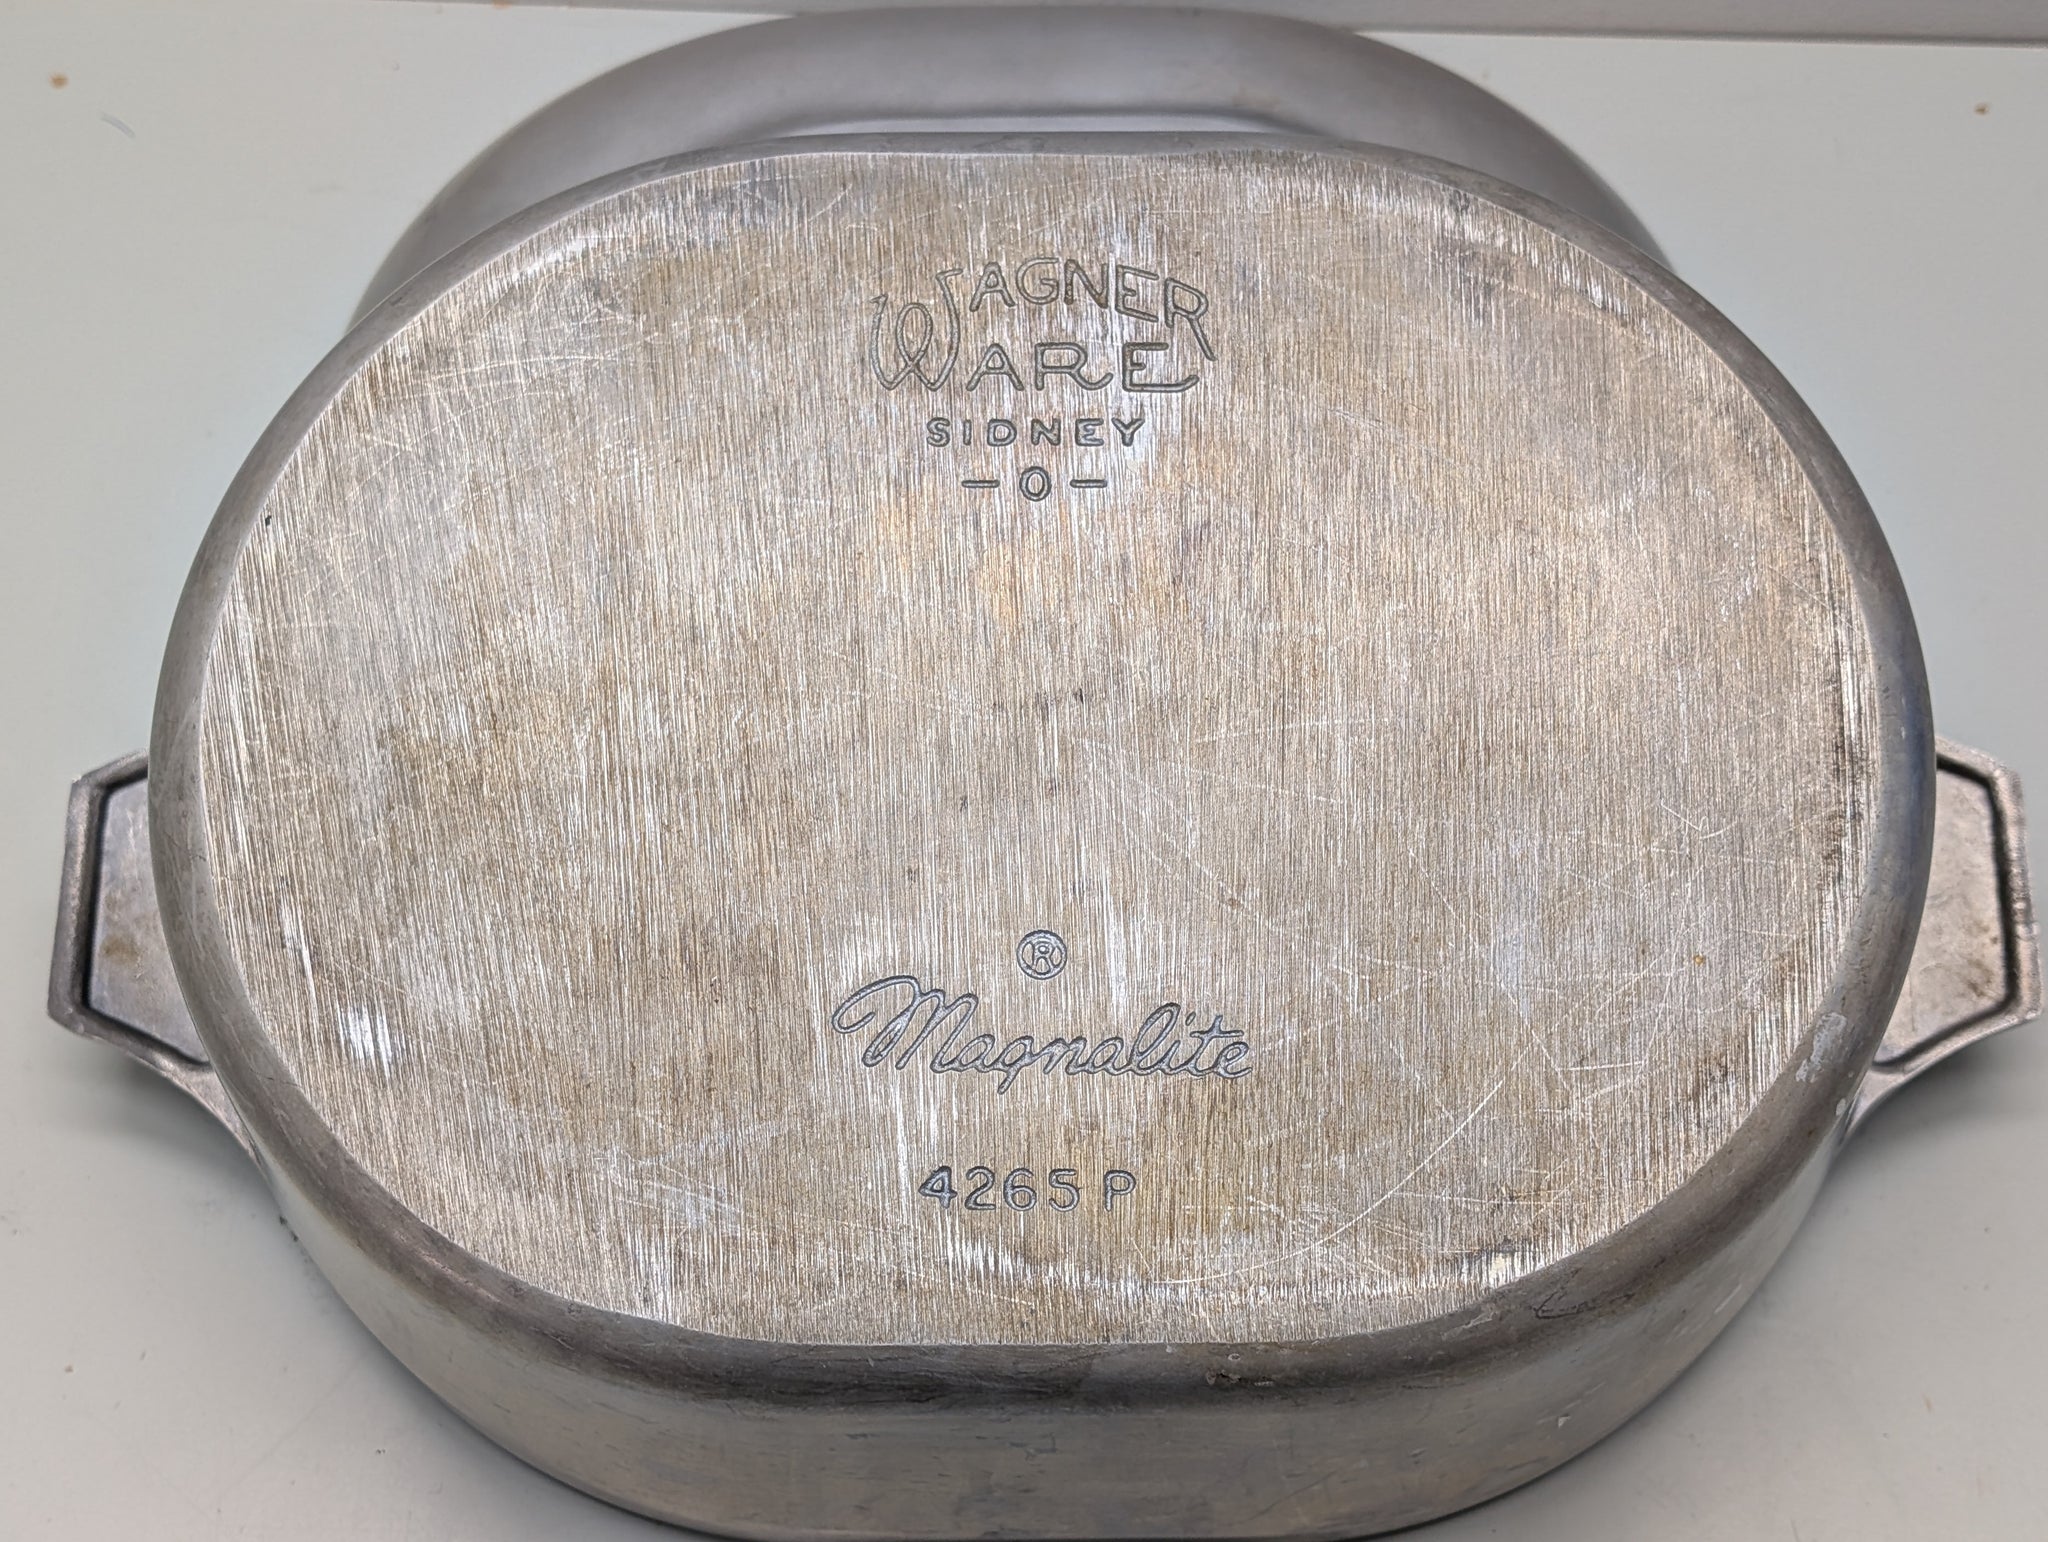 WAGNER
WARE
SIDNEY
-O-
®
Magnalite
4265 P